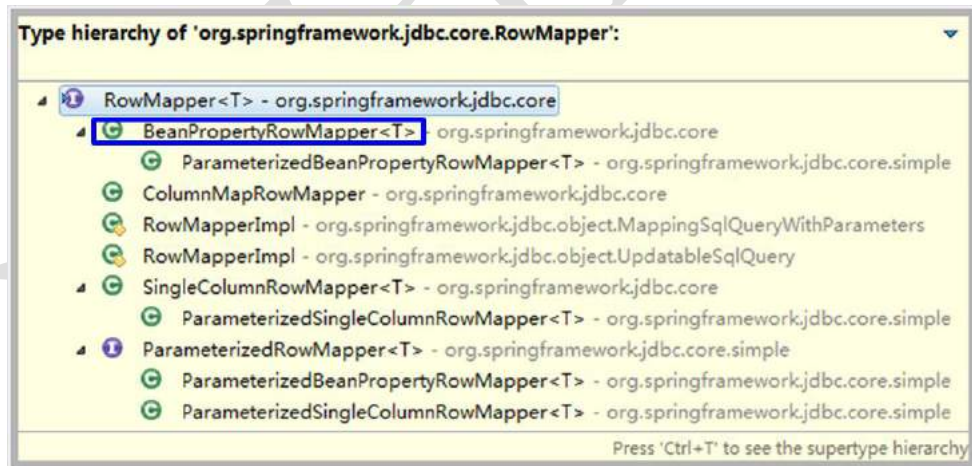 Type hierarchy of 'org.springframework.jdbc.core.RowMapper':
RowMapper<T> - org.springframework.jdbc.core
BeanPropertyRowMapper<T> - org.springframework.jdbc.core
ParameterizedBeanPropertyRowMapper<T> - org.springframework.jdbc.core.simple
ColumnMapRowMapper - org.springframework.jdbc.core
RowMapperImpl - org.springframework.jdbc.object.MappingSqlQueryWithParameters
RowMapperImpl - org.springframework.jdbc.object.UpdatableSqlQuery
SingleColumnRowMapper<T> - org.springframework.jdbc.core
ParameterizedSingleColumnRowMapper<T> - org.springframework.jdbc.core.simple
ParameterizedRowMapper<T> - org.springframework.jdbc.core.simple
ParameterizedBeanPropertyRowMapper<T> - org.springframework.jdbc.core.simple
ParameterizedSingleColumnRowMapper<T> - org.springframework.jdbc.core.simple
Press 'Ctrl+T' to see the supertype hierarchy